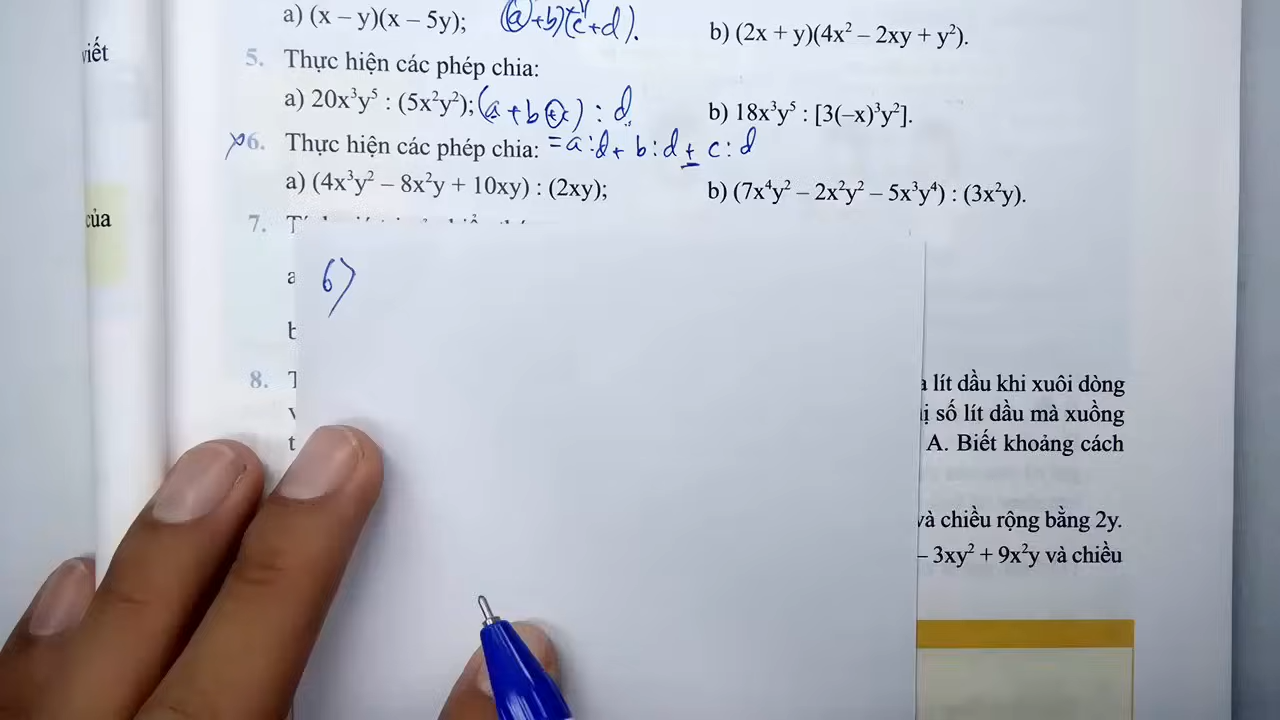 a) (x – y)(x – 5y); (a+b)(c+d).
b) (2x + y)(4x² – 2xy + y²).
viết
5. Thực hiện các phép chia:
a) 20x³y⁵ : (5x²y²); (a+b+c) : d
b) 18x³y⁵ : [3(–x)³y²].
6. Thực hiện các phép chia: =a:d+ b:d + c:d
a) (4x³y² – 8x²y + 10xy) : (2xy);
b) (7x⁴y² – 2x²y² – 5x³y⁴) : (3x²y).
của
7.
a
6)
b
8.
lít dầu khi xuôi dòng
số lít dầu mà xuồng
t
A. Biết khoảng cách
và chiều rộng bằng 2y.
– 3xy² + 9x²y và chiều